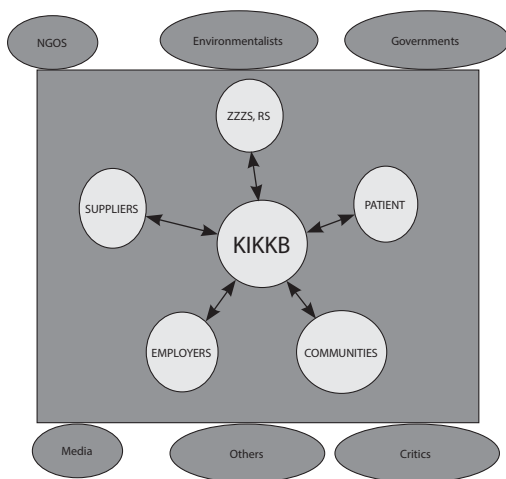 NGOS
Environmentalists
Governments
ZZZS, RS
SUPPLIERS
PATIENT
KIKKB
EMPLOYERS
COMMUNITIES
Media
Others
Critics